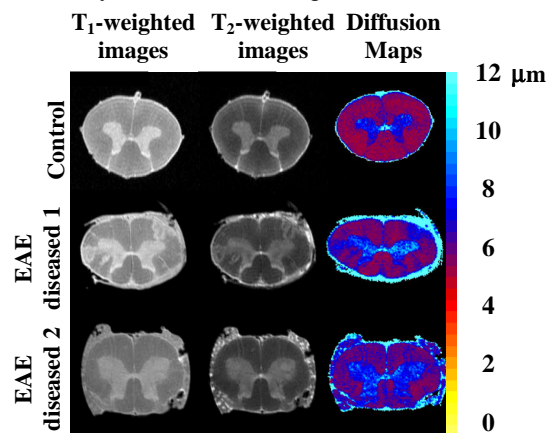 T₁-weighted images
T₂-weighted images
Diffusion Maps
Control
EAE diseased 1
EAE diseased 2
12 μm
10
8
6
4
2
0